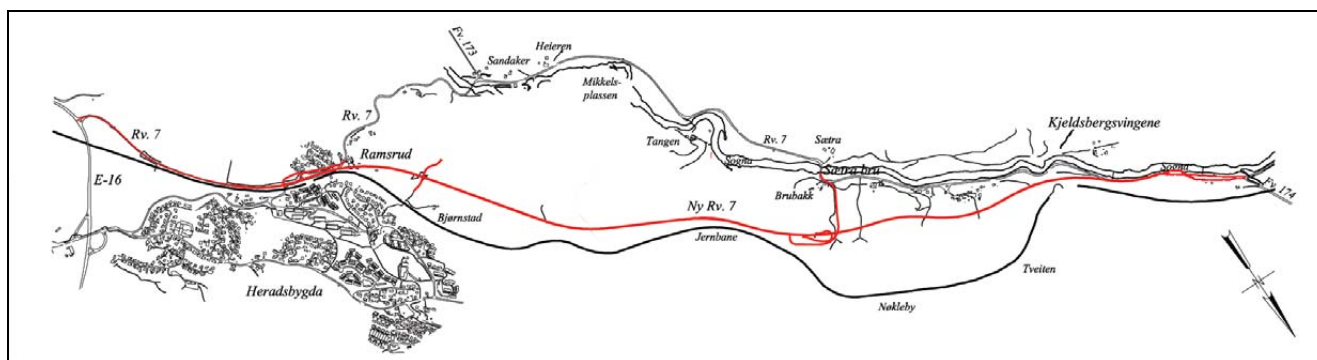 Fv. 173
Sandaker
Heieren
Mikkels-
plassen
Rv. 7
Rv. 7
Ramsrud
E-16
Tangen
Sogna
Rv. 7
Sætra
Sætra bru
Brubakk
Kjeldsbergsvingene
Sogna
Fv. 174
Bjørnstad
Ny Rv. 7
Jernbane
Tveiten
Nøkleby
Heradsbygda